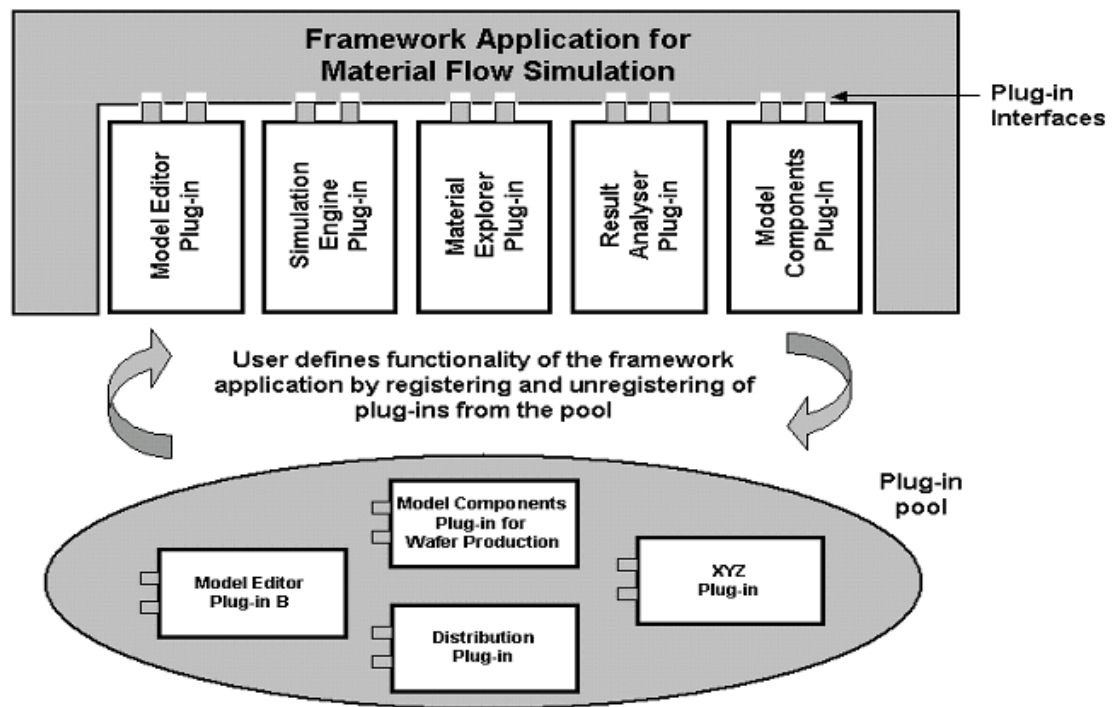 Framework Application for
Material Flow Simulation
Plug-in
Interfaces
Model Editor
Plug-in
Simulation
Engine
Plug-in
Material
Explorer
Plug-in
Result
Analyser
Plug-in
Model
Components
Plug-In
User defines functionality of the framework
application by registering and unregistering of
plug-ins from the pool
Plug-in
pool
Model Components
Plug-in for
Wafer Production
Model Editor
Plug-in B
XYZ
Plug-in
Distribution
Plug-in